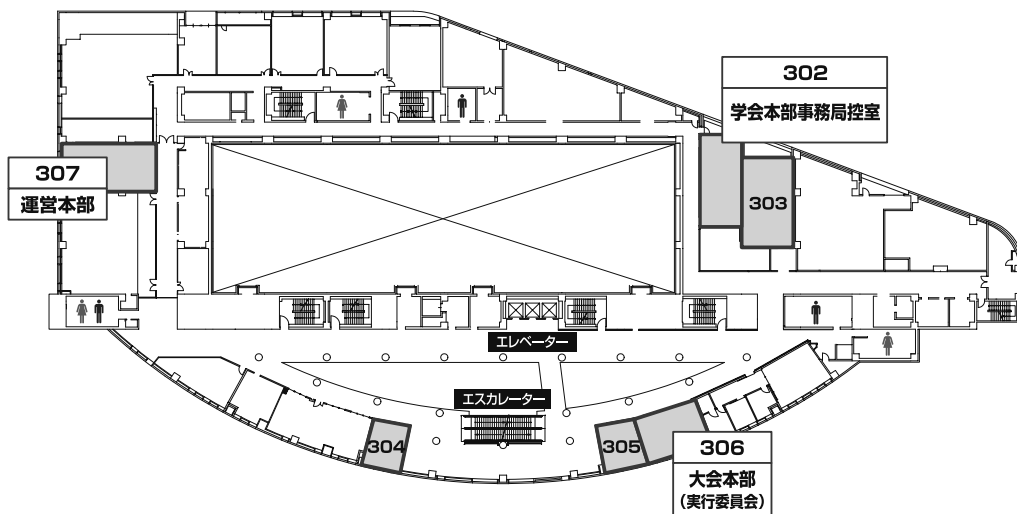 302
学会本部事務局控室
307
運営本部
303
エレベーター
エスカレーター
304
305
306
大会本部
(実行委員会)